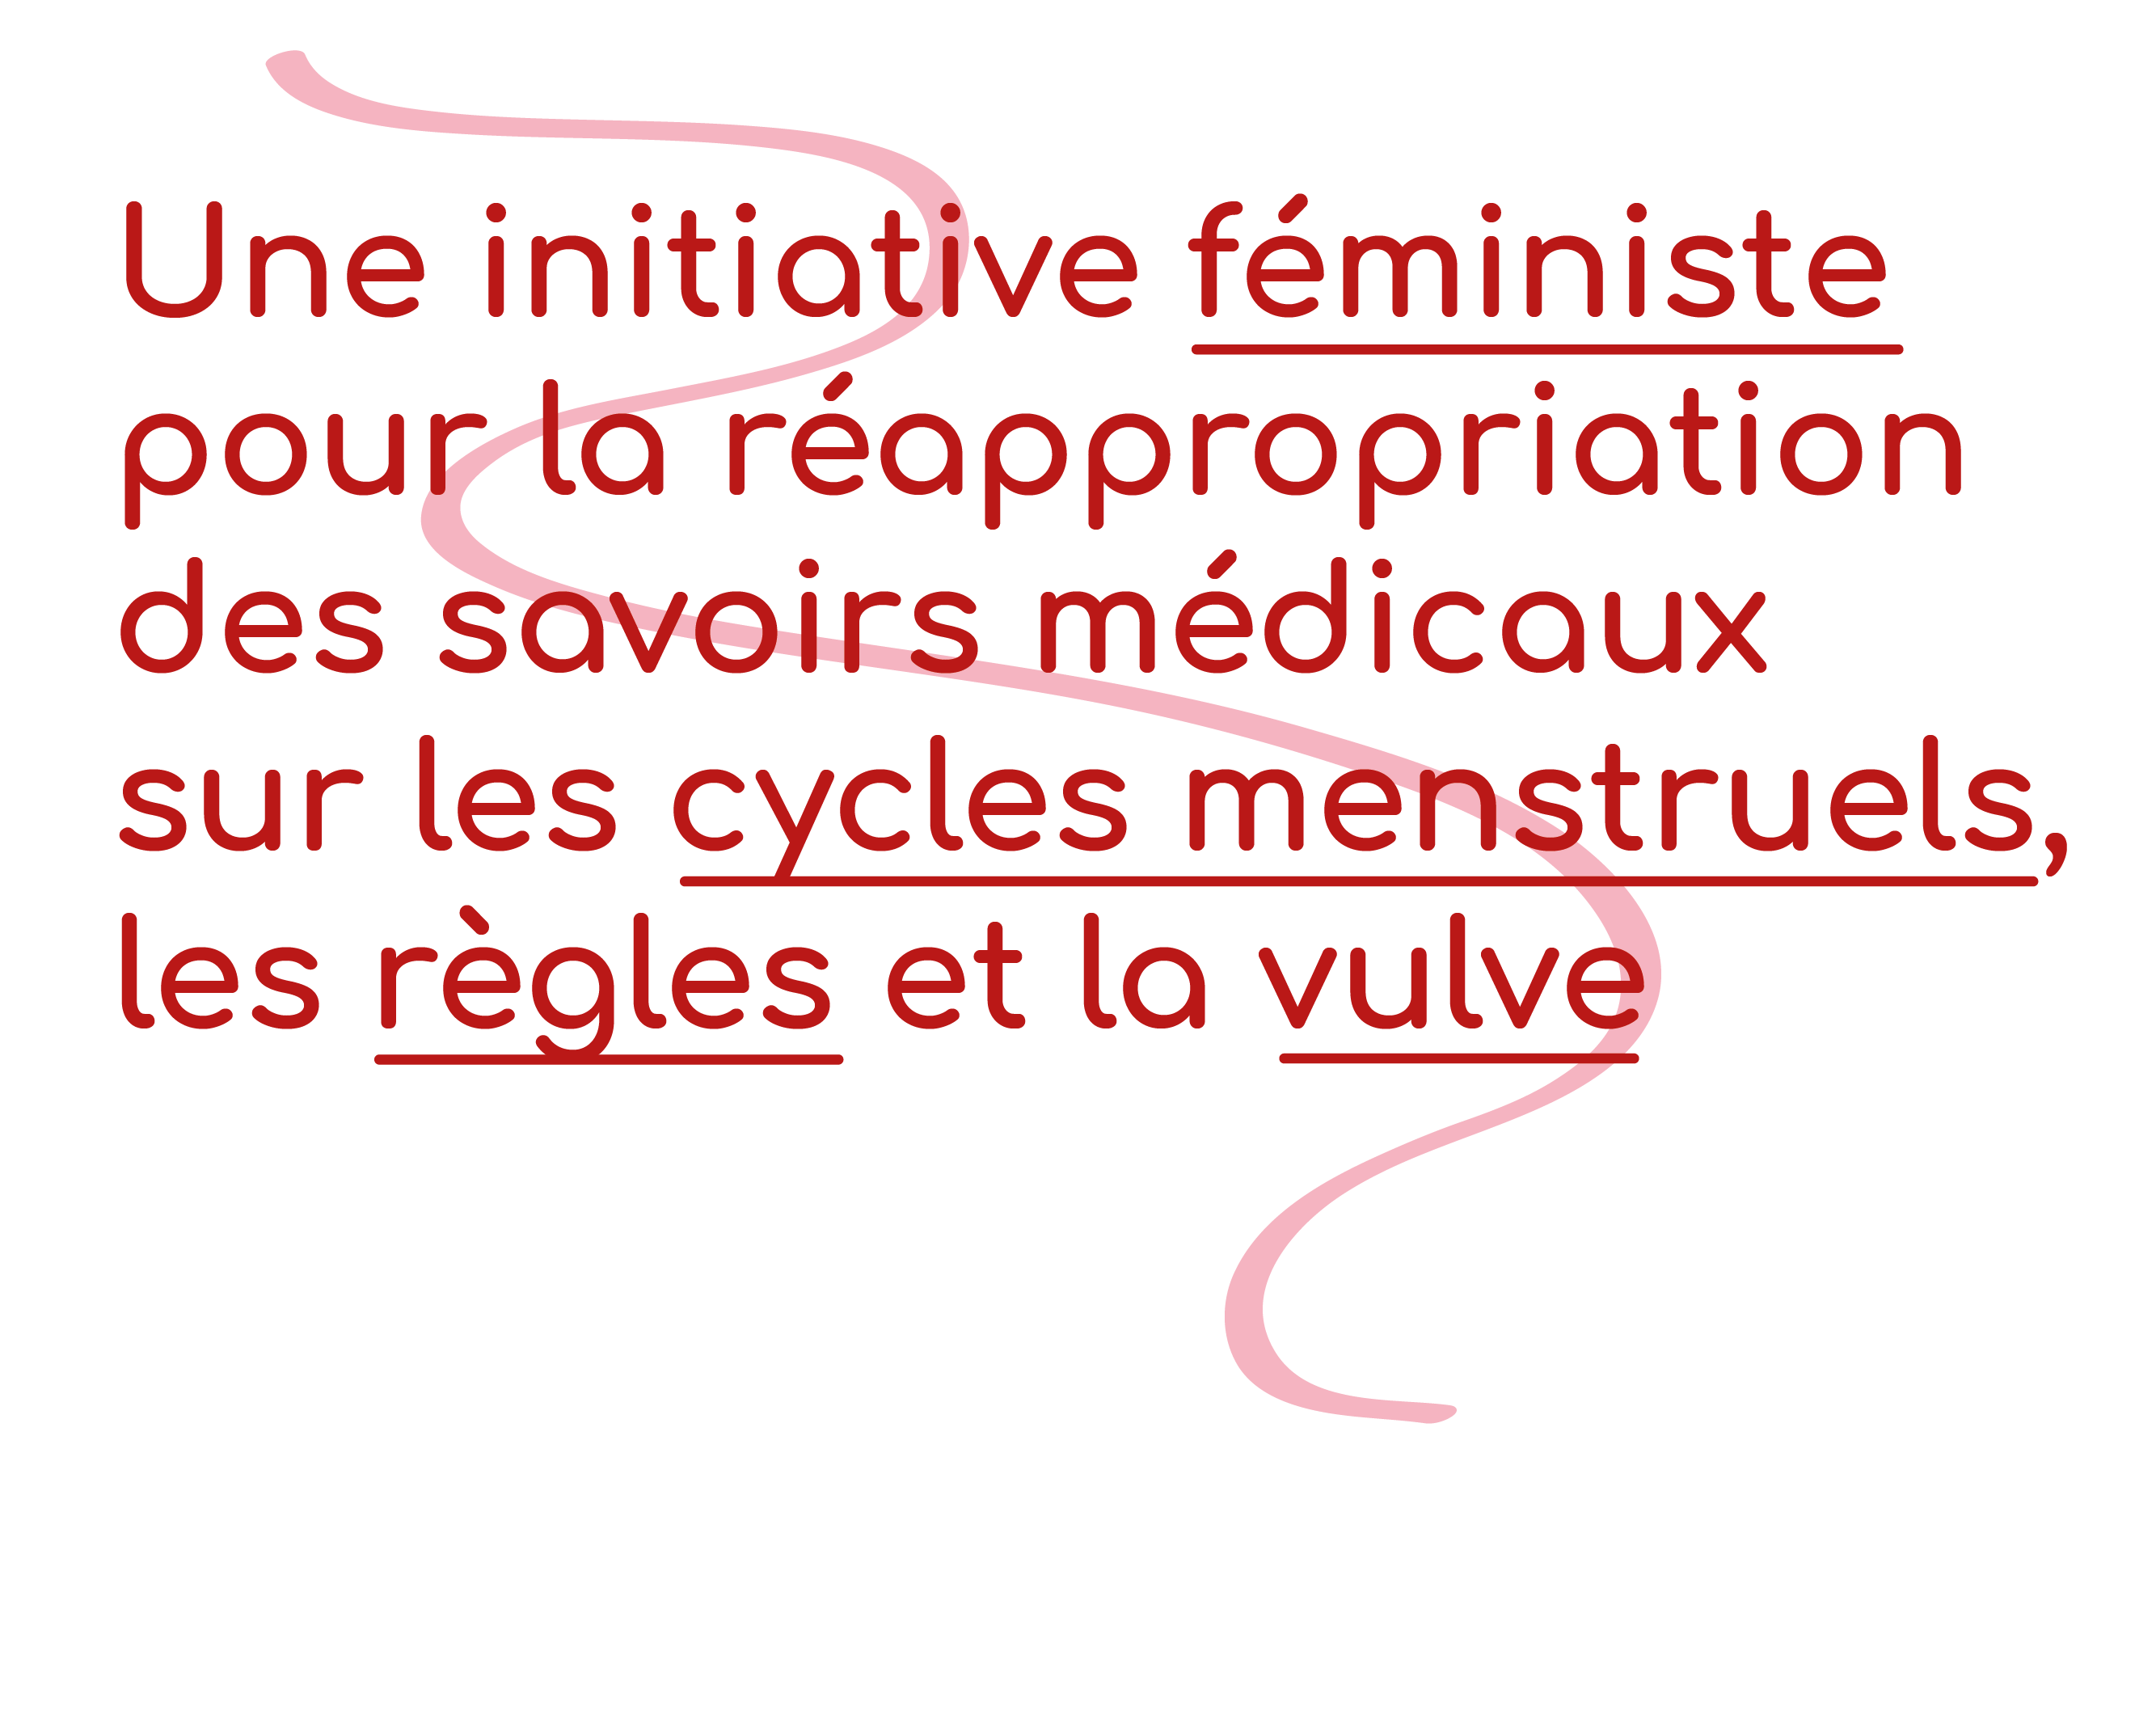 Une initiative féministe
pour la réappropriation
des savoirs médicaux
sur les cycles menstruels,
les règles et la vulve